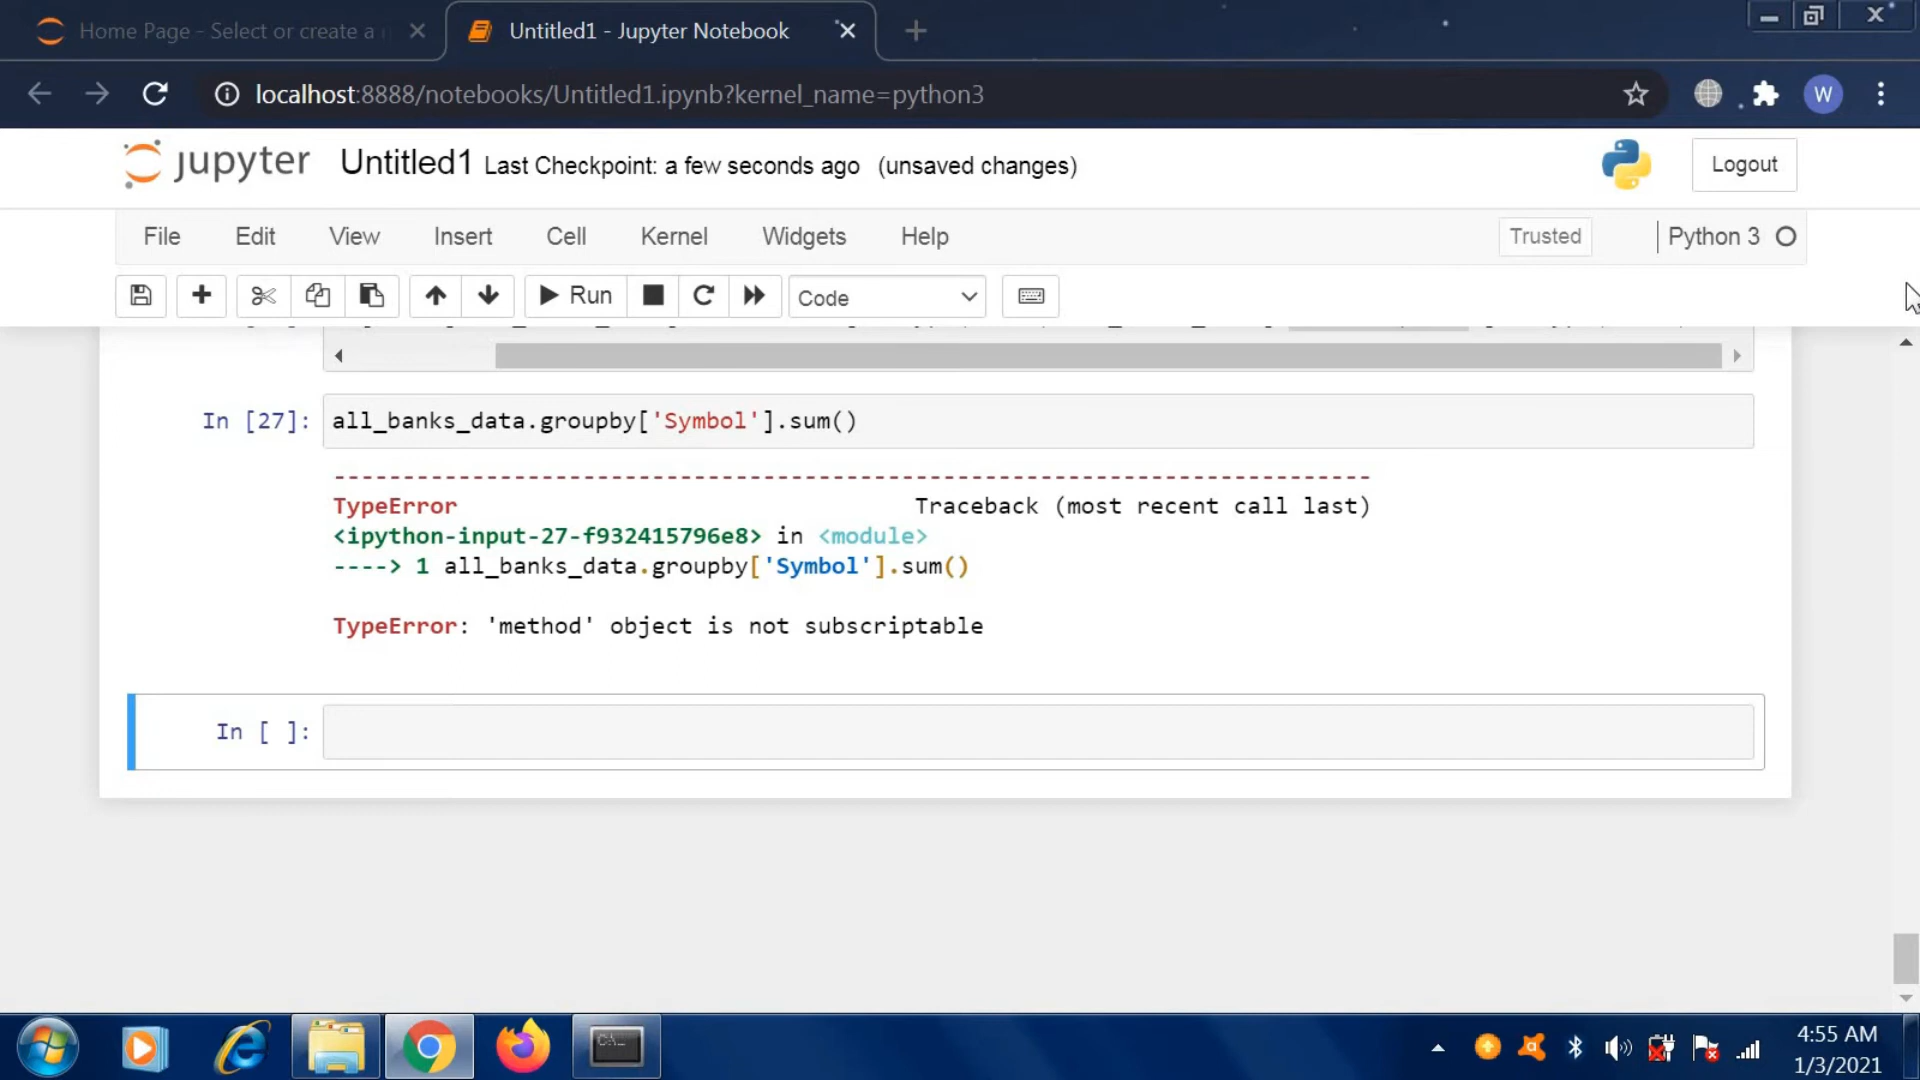 Home Page - Select or create a
Untitled1 - Jupyter Notebook
localhost:8888/notebooks/Untitled1.ipynb?kernel_name=python3
W
jupyter Untitled1 Last Checkpoint: a few seconds ago (unsaved changes)
Logout
File Edit View Insert Cell Kernel Widgets Help
Trusted
Python 3
Run
Code
In [27]: all_banks_data.groupby['Symbol'].sum()
---------------------------------------------------------------------------
TypeError Traceback (most recent call last)
<ipython-input-27-f932415796e8> in <module>
----> 1 all_banks_data.groupby['Symbol'].sum()
TypeError: 'method' object is not subscriptable
In [ ]:
4:55 AM
1/3/2021